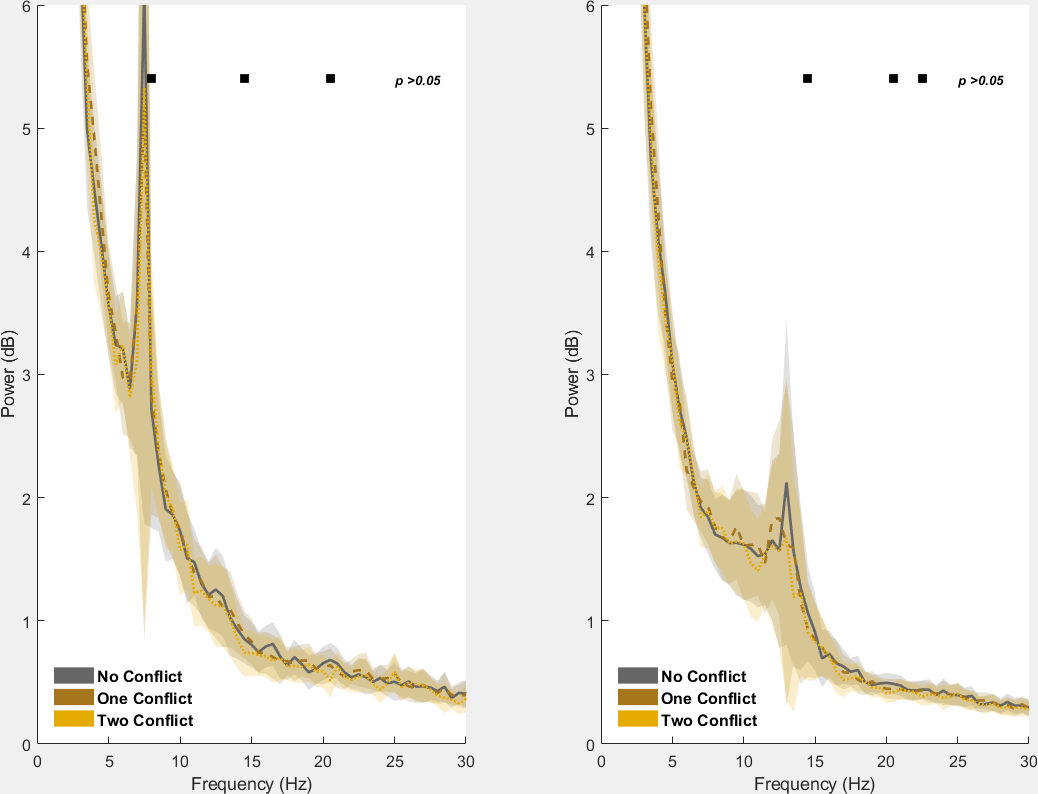 6
5
4
3
2
1
0
Power (dB)
p >0.05
No Conflict
One Conflict
Two Conflict
0 5 10 15 20 25 30
Frequency (Hz)
6
5
4
3
2
1
0
Power (dB)
p >0.05
No Conflict
One Conflict
Two Conflict
0 5 10 15 20 25 30
Frequency (Hz)